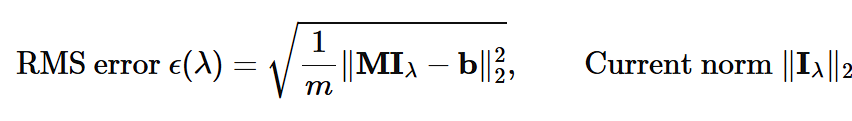 RMS error ϵ(λ) = √(1/m ‖MI_λ − b‖₂²), Current norm ‖I_λ‖₂